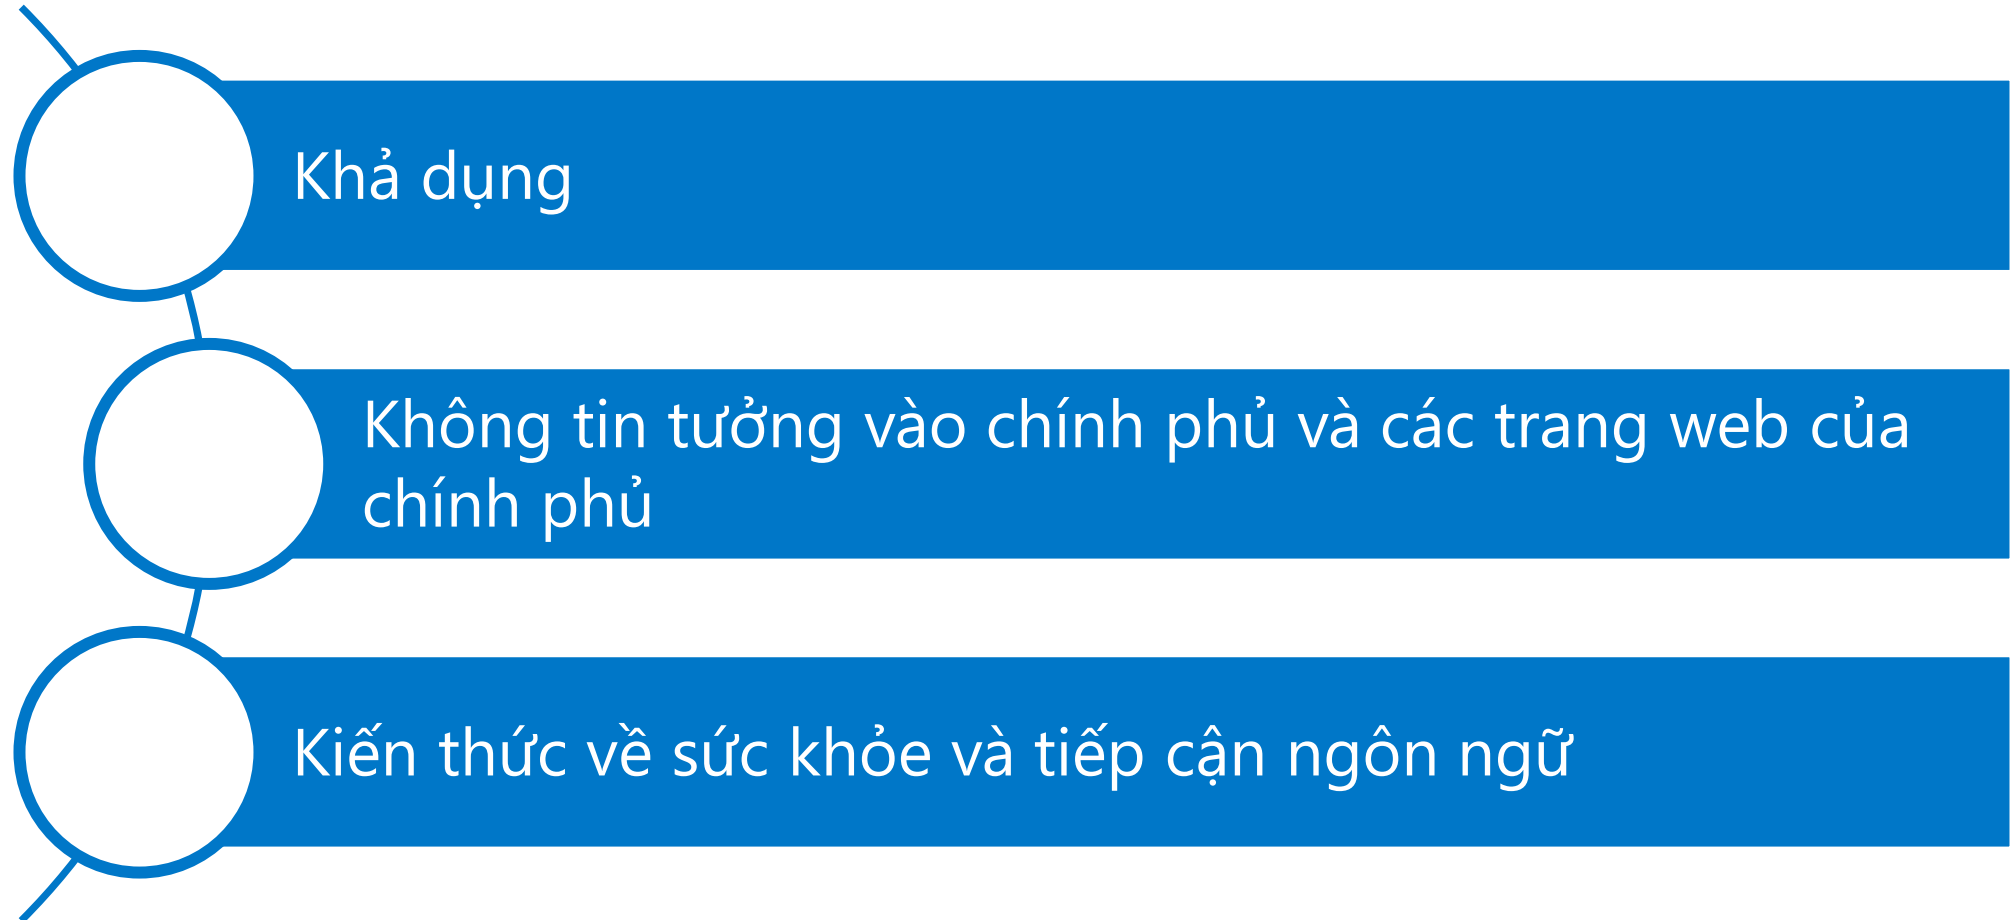 Khả dụng
Không tin tưởng vào chính phủ và các trang web của
chính phủ
Kiến thức về sức khỏe và tiếp cận ngôn ngữ